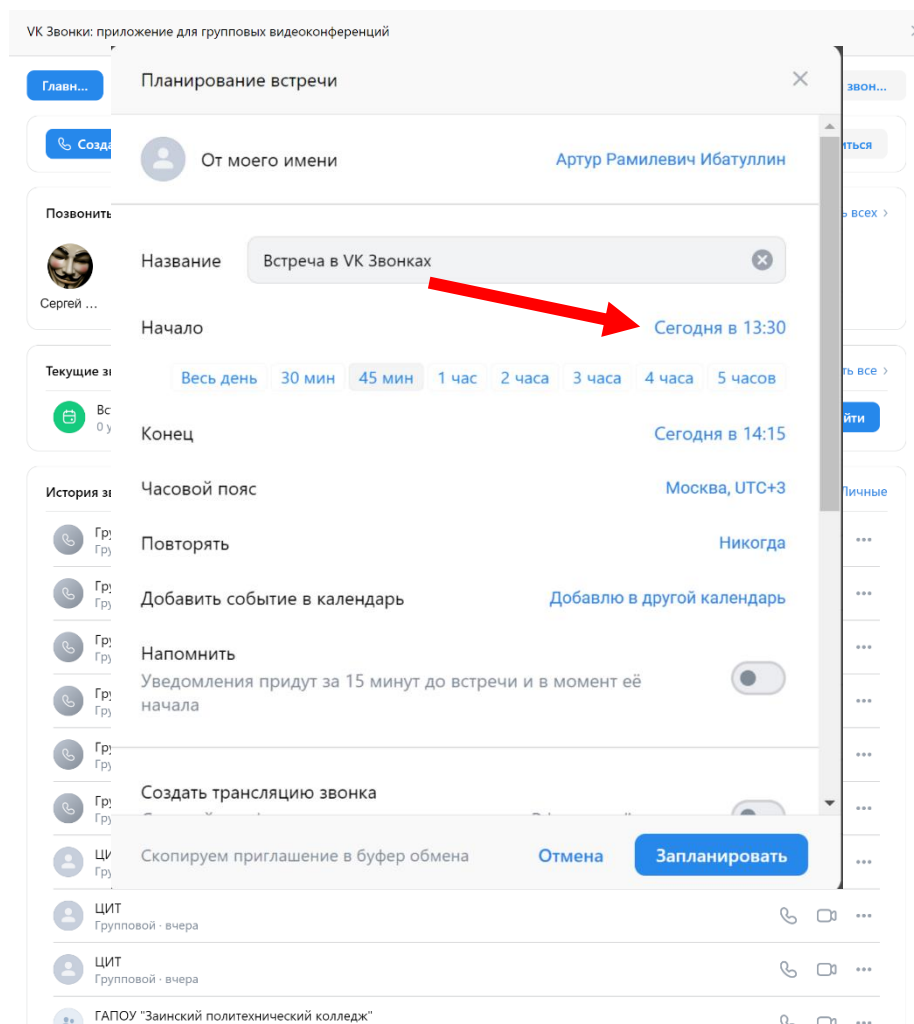 VK Звонки: приложение для групповых видеоконференций
Главн...
звон...
Планирование встречи
От моего имени
Артур Рамилевич Ибатуллин
Позвонить
всех
Сергей ...
Название
Встреча в VK Звонках
Начало
Сегодня в 13:30
Весь день 30 мин 45 мин 1 час 2 часа 3 часа 4 часа 5 часов
Текущие
все
Конец
Сегодня в 14:15
Часовой пояс
Москва, UTC+3
История
Личные
Повторять
Никогда
Добавить событие в календарь
Добавлю в другой календарь
Напомнить
Уведомления придут за 15 минут до встречи и в момент её
начала
Создать трансляцию звонка
Скопируем приглашение в буфер обмена
Отмена
Запланировать
ЦИТ
Групповой · вчера
ЦИТ
Групповой · вчера
ГАПОУ "Заинский политехнический колледж"